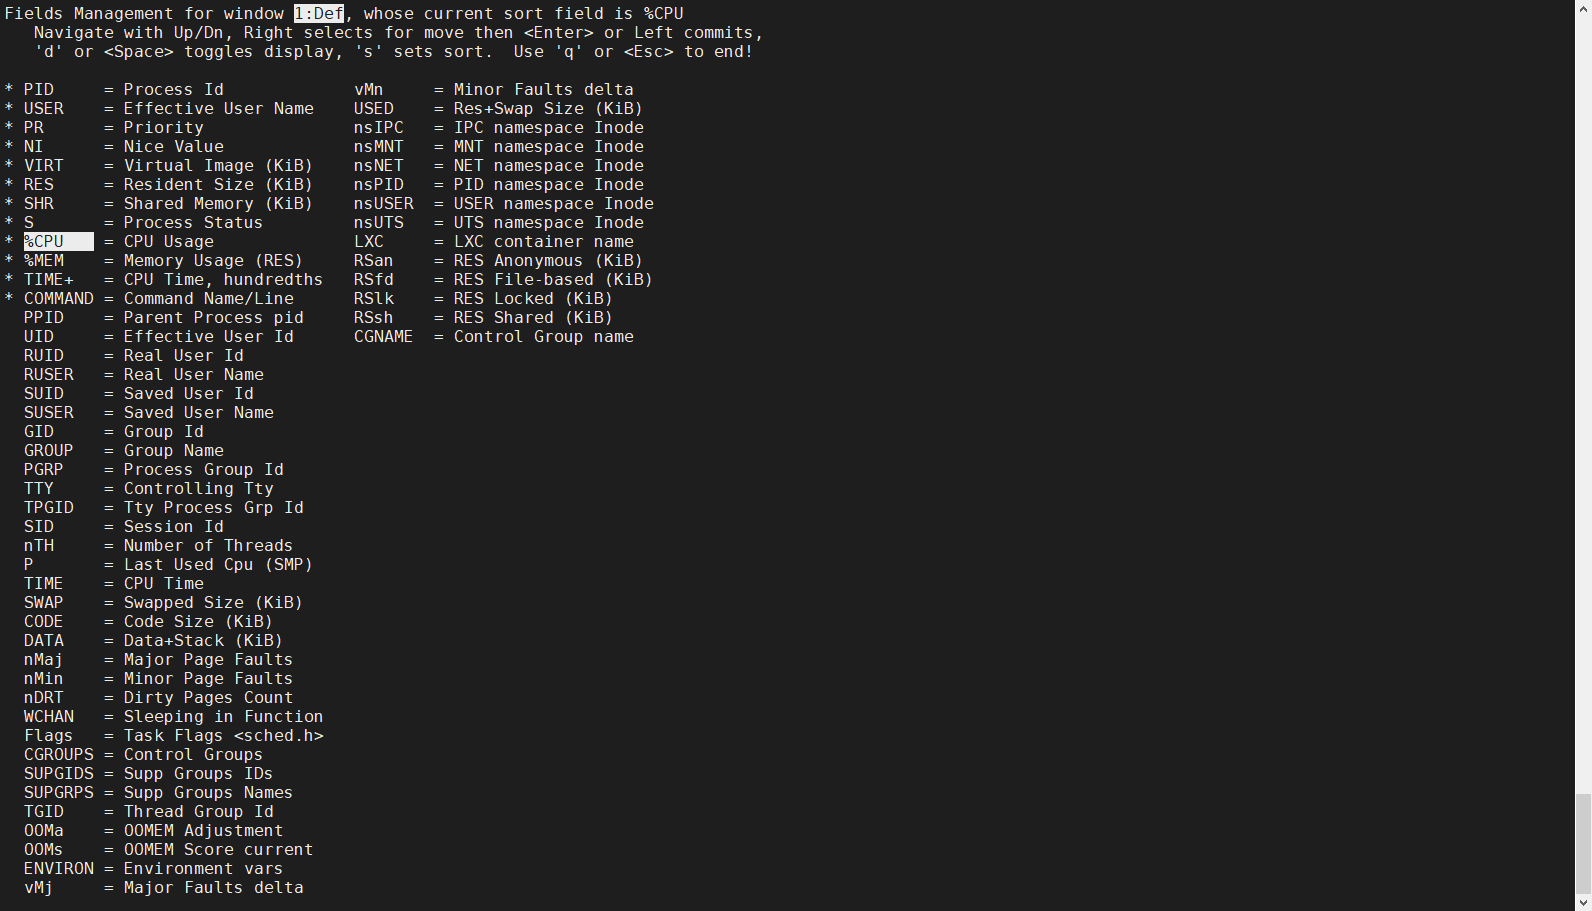 Fields Management for window 1:Def, whose current sort field is %CPU
   Navigate with Up/Dn, Right selects for move then <Enter> or Left commits,
   'd' or <Space> toggles display, 's' sets sort.  Use 'q' or <Esc> to end!

* PID     = Process Id             vMn     = Minor Faults delta
* USER    = Effective User Name    USED    = Res+Swap Size (KiB)
* PR      = Priority               nsIPC   = IPC namespace Inode
* NI      = Nice Value             nsMNT   = MNT namespace Inode
* VIRT    = Virtual Image (KiB)    nsNET   = NET namespace Inode
* RES     = Resident Size (KiB)    nsPID   = PID namespace Inode
* SHR     = Shared Memory (KiB)    nsUSER  = USER namespace Inode
* S       = Process Status         nsUTS   = UTS namespace Inode
* %CPU    = CPU Usage              LXC     = LXC container name
* %MEM    = Memory Usage (RES)     RSan    = RES Anonymous (KiB)
* TIME+   = CPU Time, hundredths   RSfd    = RES File-based (KiB)
* COMMAND = Command Name/Line      RSlk    = RES Locked (KiB)
  PPID    = Parent Process pid     RSsh    = RES Shared (KiB)
  UID     = Effective User Id      CGNAME  = Control Group name
  RUID    = Real User Id
  RUSER   = Real User Name
  SUID    = Saved User Id
  SUSER   = Saved User Name
  GID     = Group Id
  GROUP   = Group Name
  PGRP    = Process Group Id
  TTY     = Controlling Tty
  TPGID   = Tty Process Grp Id
  SID     = Session Id
  nTH     = Number of Threads
  P       = Last Used Cpu (SMP)
  TIME    = CPU Time
  SWAP    = Swapped Size (KiB)
  CODE    = Code Size (KiB)
  DATA    = Data+Stack (KiB)
  nMaj    = Major Page Faults
  nMin    = Minor Page Faults
  nDRT    = Dirty Pages Count
  WCHAN   = Sleeping in Function
  Flags   = Task Flags <sched.h>
  CGROUPS = Control Groups
  SUPGIDS = Supp Groups IDs
  SUPGRPS = Supp Groups Names
  TGID    = Thread Group Id
  OOMa    = OOMEM Adjustment
  OOMs    = OOMEM Score current
  ENVIRON = Environment vars
  vMj     = Major Faults delta